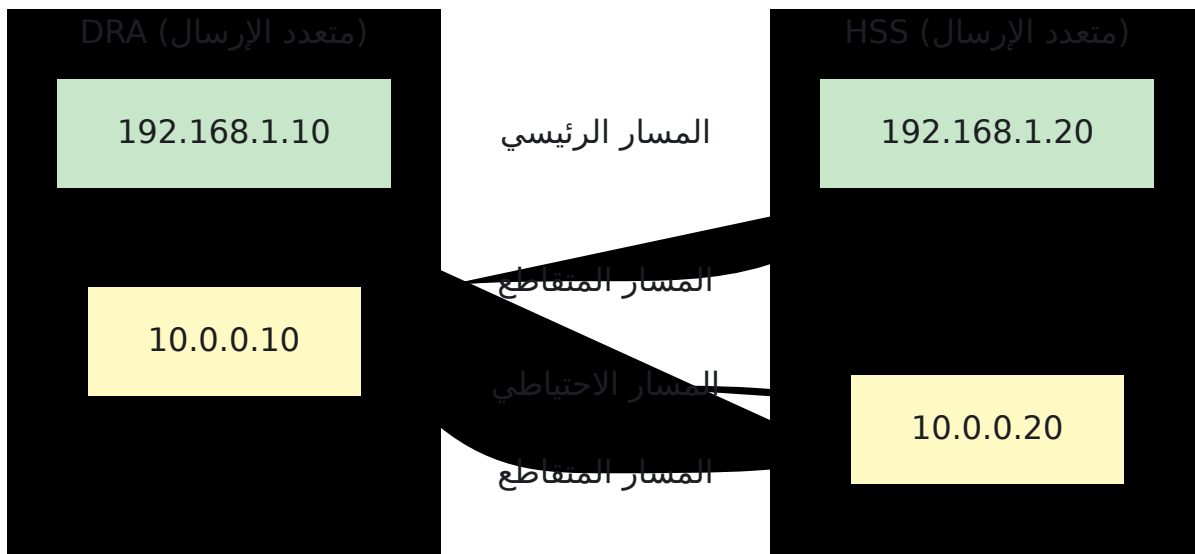 DRA (متعدد الإرسال)
HSS (متعدد الإرسال)
192.168.1.10
المسار الرئيسي
192.168.1.20
المسار المتقاطع
10.0.0.10
المسار الاحتياطي
10.0.0.20
المسار المتقاطع